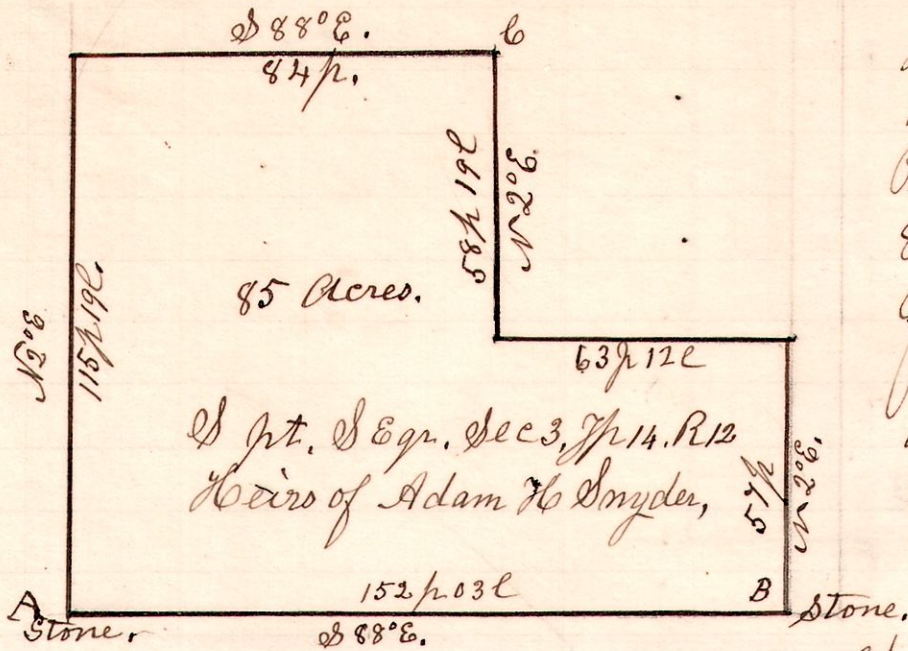 S 88° E. C
84 p.
58 p 19 l
N 2° E.
85 Acres.
N 2° E
115 p 19 l.
63 p 12 l
S pt. S E qr. Sec 3, Tp 14. R 12
Heirs of Adam H Snyder,
57 p
N 2° E.
152 p. 03 l
A B
Stone. Stone.
S 88° E.